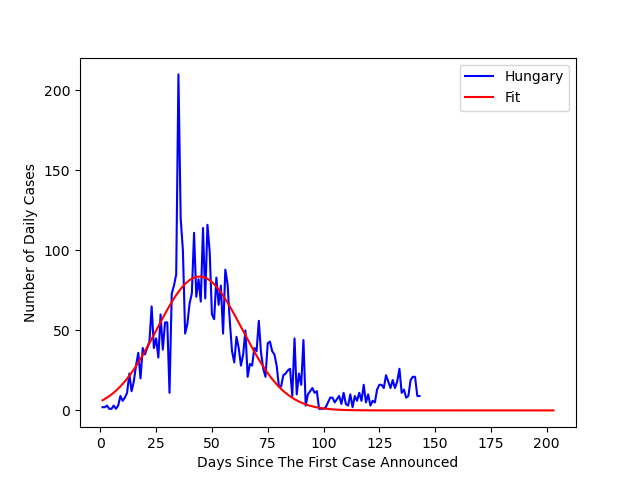 Hungary
Fit
200
150
100
50
0
Number of Daily Cases
0 25 50 75 100 125 150 175 200
Days Since The First Case Announced